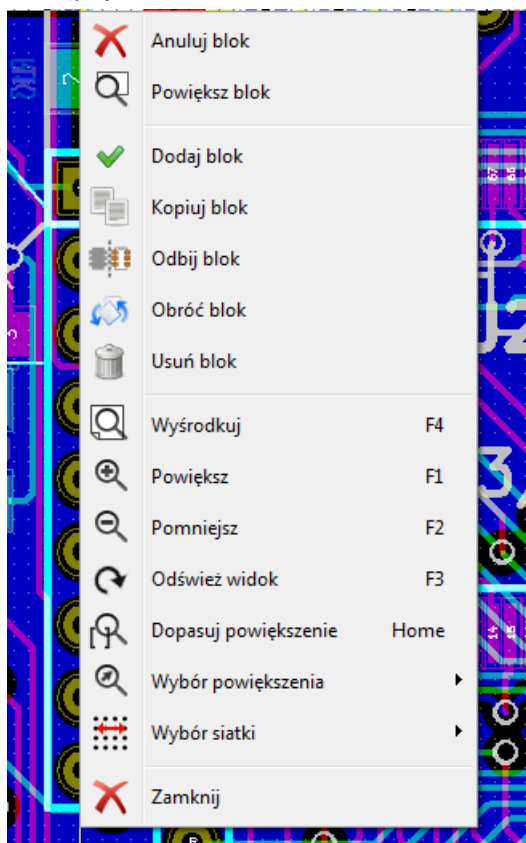 Anuluj blok
Powiększ blok
Dodaj blok
Kopiuj blok
Odbij blok
Obróć blok
Usuń blok
Wyśrodkuj F4
Powiększ F1
Pomniejsz F2
Odśwież widok F3
Dopasuj powiększenie Home
Wybór powiększenia
Wybór siatki
Zamknij